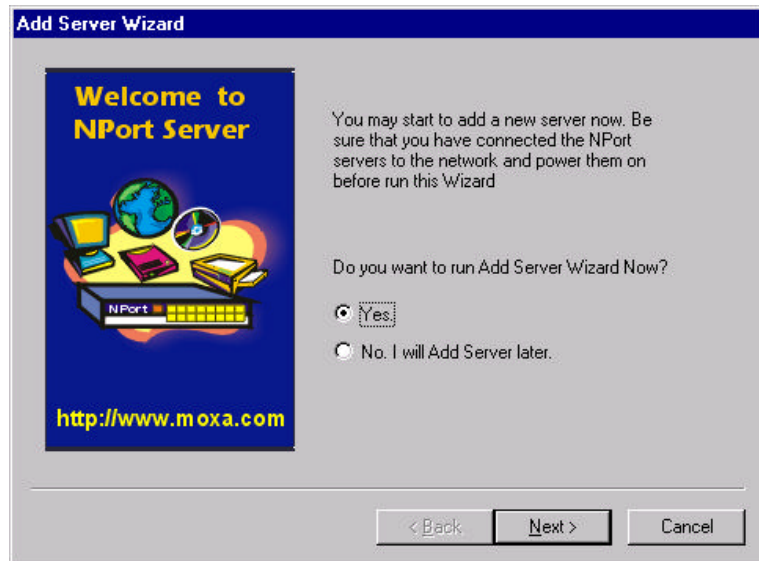 Add Server Wizard
Welcome to
NPort Server
NPort
http://www.moxa.com
You may start to add a new server now. Be
sure that you have connected the NPort
servers to the network and power them on
before run this Wizard
Do you want to run Add Server Wizard Now?
Yes.
No. I will Add Server later.
< Back
Next >
Cancel